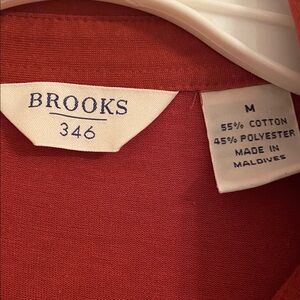 BROOKS
346
M
55% COTTON
45% POLYESTER
MADE IN
MALDIVES